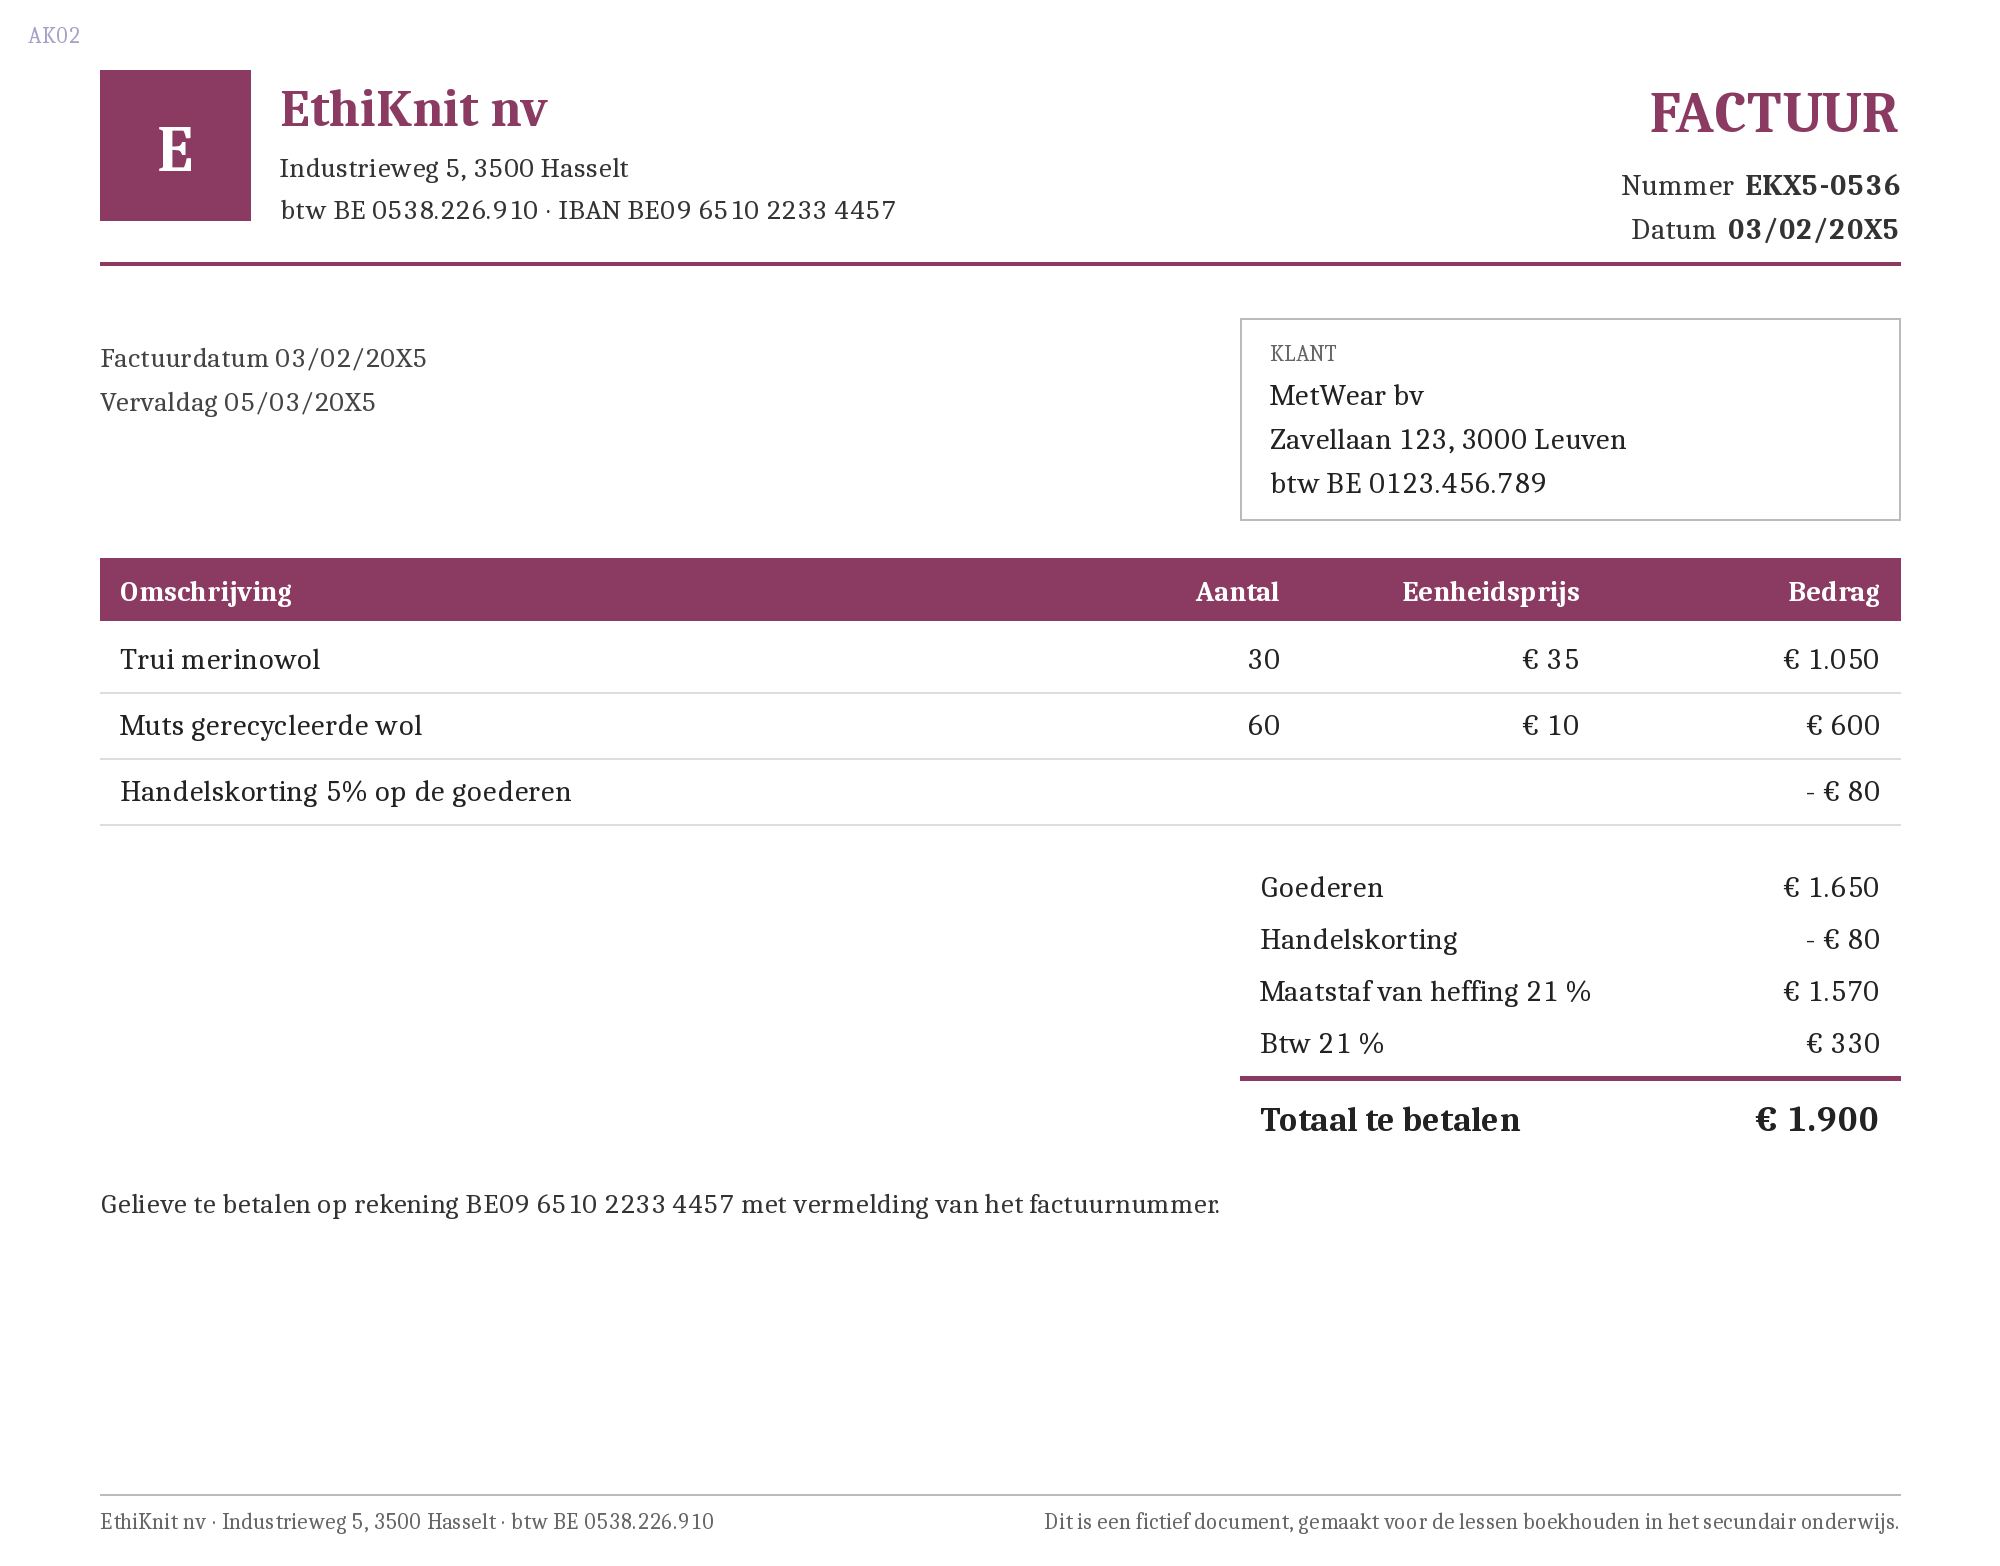 AK02
E
EthiKnit nv
Industrieweg 5, 3500 Hasselt
btw BE 0538.226.910 · IBAN BE09 6510 2233 4457
FACTUUR
Nummer EKX5-0536
Datum 03/02/20X5
Factuurdatum 03/02/20X5
Vervaldag 05/03/20X5
KLANT
MetWear bv
Zavellaan 123, 3000 Leuven
btw BE 0123.456.789
Omschrijving Aantal Eenheidsprijs Bedrag
Trui merinowol 30 € 35 € 1.050
Muts gerecycleerde wol 60 € 10 € 600
Handelskorting 5% op de goederen - € 80
Goederen € 1.650
Handelskorting - € 80
Maatstaf van heffing 21 % € 1.570
Btw 21 % € 330
Totaal te betalen € 1.900
Gelieve te betalen op rekening BE09 6510 2233 4457 met vermelding van het factuurnummer.
EthiKnit nv · Industrieweg 5, 3500 Hasselt · btw BE 0538.226.910
Dit is een fictief document, gemaakt voor de lessen boekhouden in het secundair onderwijs.